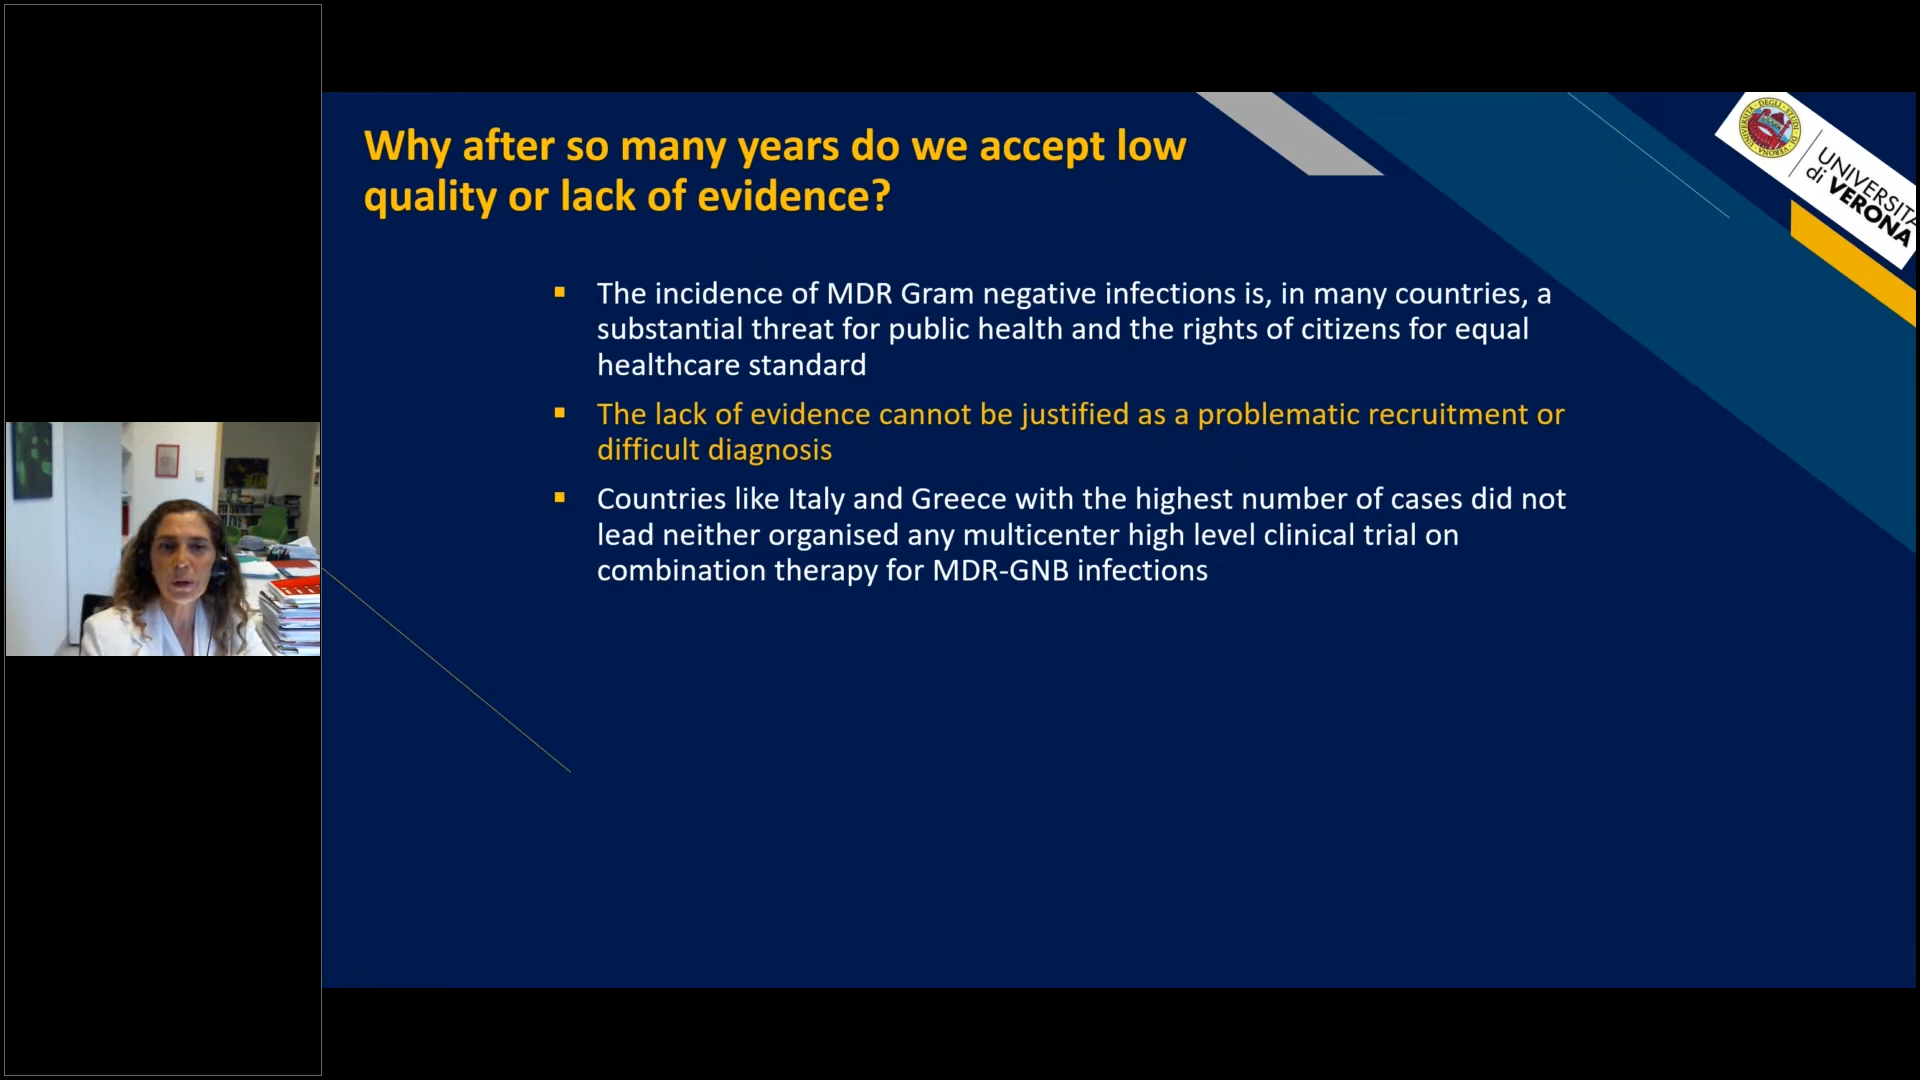 Why after so many years do we accept low
quality or lack of evidence?
The incidence of MDR Gram negative infections is, in many countries, a
substantial threat for public health and the rights of citizens for equal
healthcare standard
The lack of evidence cannot be justified as a problematic recruitment or
difficult diagnosis
Countries like Italy and Greece with the highest number of cases did not
lead neither organised any multicenter high level clinical trial on
combination therapy for MDR-GNB infections
UNIVERSITÀ
di VERONA